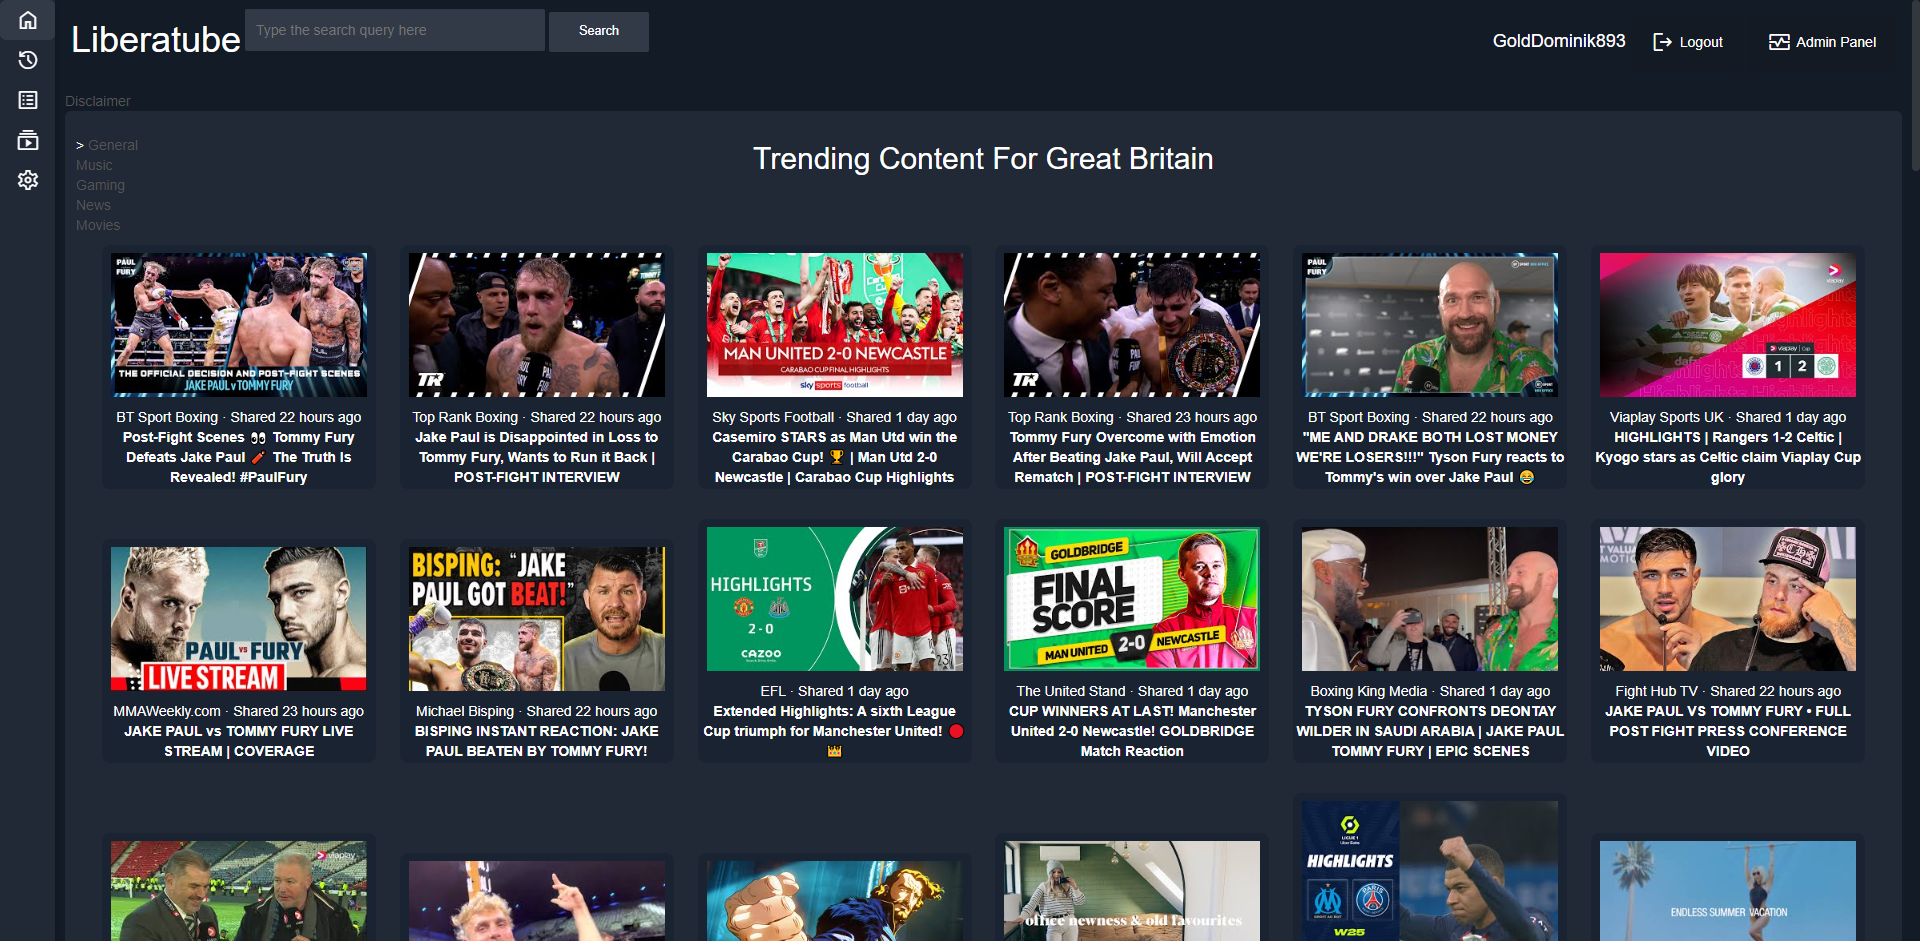 Liberatube
Type the search query here
Search
GoldDominik893
Logout
Admin Panel
Disclaimer
> General
Music
Gaming
News
Movies
Trending Content For Great Britain
PAUL
FURY
THE OFFICIAL DECISION AND POST-FIGHT SCENES
JAKE PAUL v TOMMY FURY
BT Sport Boxing · Shared 22 hours ago
Post-Fight Scenes 👀 Tommy Fury
Defeats Jake Paul 🧨 The Truth Is
Revealed! #PaulFury
TR
Top Rank Boxing · Shared 22 hours ago
Jake Paul is Disappointed in Loss to
Tommy Fury, Wants to Run it Back |
POST-FIGHT INTERVIEW
MAN UNITED 2-0 NEWCASTLE
CARABAO CUP FINAL HIGHLIGHTS
sky sports football
Sky Sports Football · Shared 1 day ago
Casemiro STARS as Man Utd win the
Carabao Cup! 🏆 | Man Utd 2-0
Newcastle | Carabao Cup Highlights
PAUL
FURY
TR
Top Rank Boxing · Shared 23 hours ago
Tommy Fury Overcome with Emotion
After Beating Jake Paul, Will Accept
Rematch | POST-FIGHT INTERVIEW
PAUL
FURY
BT Sport Boxing · Shared 22 hours ago
"ME AND DRAKE BOTH LOST MONEY
WE'RE LOSERS!!!" Tyson Fury reacts to
Tommy's win over Jake Paul 😂
viaplay
Highlights
viaplay | Cup
1 2
Viaplay Sports UK · Shared 1 day ago
HIGHLIGHTS | Rangers 1-2 Celtic |
Kyogo stars as Celtic claim Viaplay Cup
glory
PAUL VS FURY
LIVE STREAM
MMAWeekly.com · Shared 23 hours ago
JAKE PAUL vs TOMMY FURY LIVE
STREAM | COVERAGE
BISPING: "JAKE
PAUL GOT BEAT!"
Michael Bisping · Shared 22 hours ago
BISPING INSTANT REACTION: JAKE
PAUL BEATEN BY TOMMY FURY!
HIGHLIGHTS
2 - 0
CAZOO
EFL · Shared 1 day ago
Extended Highlights: A sixth League
Cup triumph for Manchester United! 🔴
👑
GOLDBRIDGE
FINAL
SCORE
MAN UNITED 2-0 NEWCASTLE
The United Stand · Shared 1 day ago
CUP WINNERS AT LAST! Manchester
United 2-0 Newcastle! GOLDBRIDGE
Match Reaction
Boxing King Media · Shared 1 day ago
TYSON FURY CONFRONTS DEONTAY
WILDER IN SAUDI ARABIA | JAKE PAUL
TOMMY FURY | EPIC SCENES
Fight Hub TV · Shared 22 hours ago
JAKE PAUL VS TOMMY FURY • FULL
POST FIGHT PRESS CONFERENCE
VIDEO
viaplay
office newness & old favourites
LIGUE 1
Uber Eats
HIGHLIGHTS
PARIS
W25
ENDLESS SUMMER VACATION